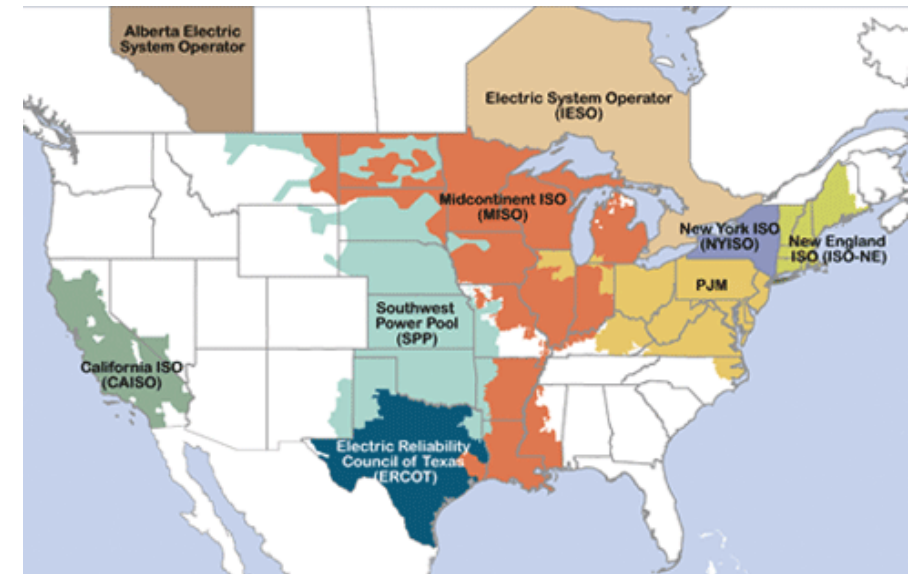 Alberta Electric
System Operator
Electric System Operator
(IESO)
Midcontinent ISO
(MISO)
New York ISO
(NYISO)
New England
ISO (ISO-NE)
PJM
Southwest
Power Pool
(SPP)
California ISO
(CAISO)
Electric Reliability
Council of Texas
(ERCOT)